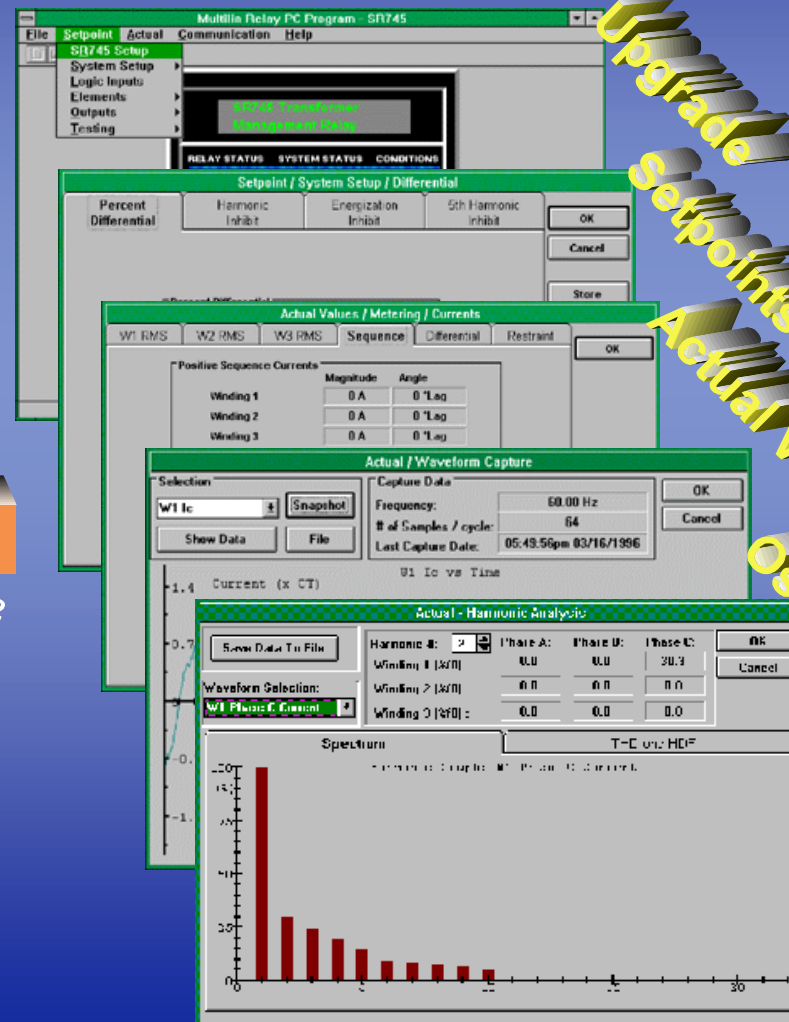 Multilin Relay PC Program - SR745
File Setpoint Actual Communication Help
SR745 Setup
System Setup
Logic Inputs
Elements
Outputs
Testing
SR745 Transformer
Management Relay
RELAY STATUS SYSTEM STATUS CONDITIONS
Upgrade
Setpoint / System Setup / Differential
Percent Differential
Harmonic Inhibit
Energization Inhibit
5th Harmonic Inhibit
OK
Cancel
Store
Setpoints
Actual Values / Metering / Currents
W1 RMS W2 RMS W3 RMS Sequence Differential Restraint
OK
Positive Sequence Currents
Magnitude Angle
Winding 1 0 A 0 °Lag
Winding 2 0 A 0 °Lag
Winding 3 0 A 0 °Lag
Actual V
Actual / Waveform Capture
Selection
W1 Ic
Snapshot
Show Data
File
Capture Data
Frequency: 60.00 Hz
# of Samples / cycle: 64
Last Capture Date: 05:49:56pm 03/16/1996
OK
Cancel
Os
W1 Ic vs Time
Current (x CT)
1.4
0.7
?
Actual - Harmonic Analysis
Save Data To File
Waveform Selection:
W1 Phase C Current
Harmonic #: 2 Phase A: Phase B: Phase C:
Winding 1 (%f0) 0.0 0.0 30.3
Winding 2 (%f0) 0.0 0.0 0.0
Winding 3 (%f0) : 0.0 0.0 0.0
OK
Cancel
Spectrum
0
30